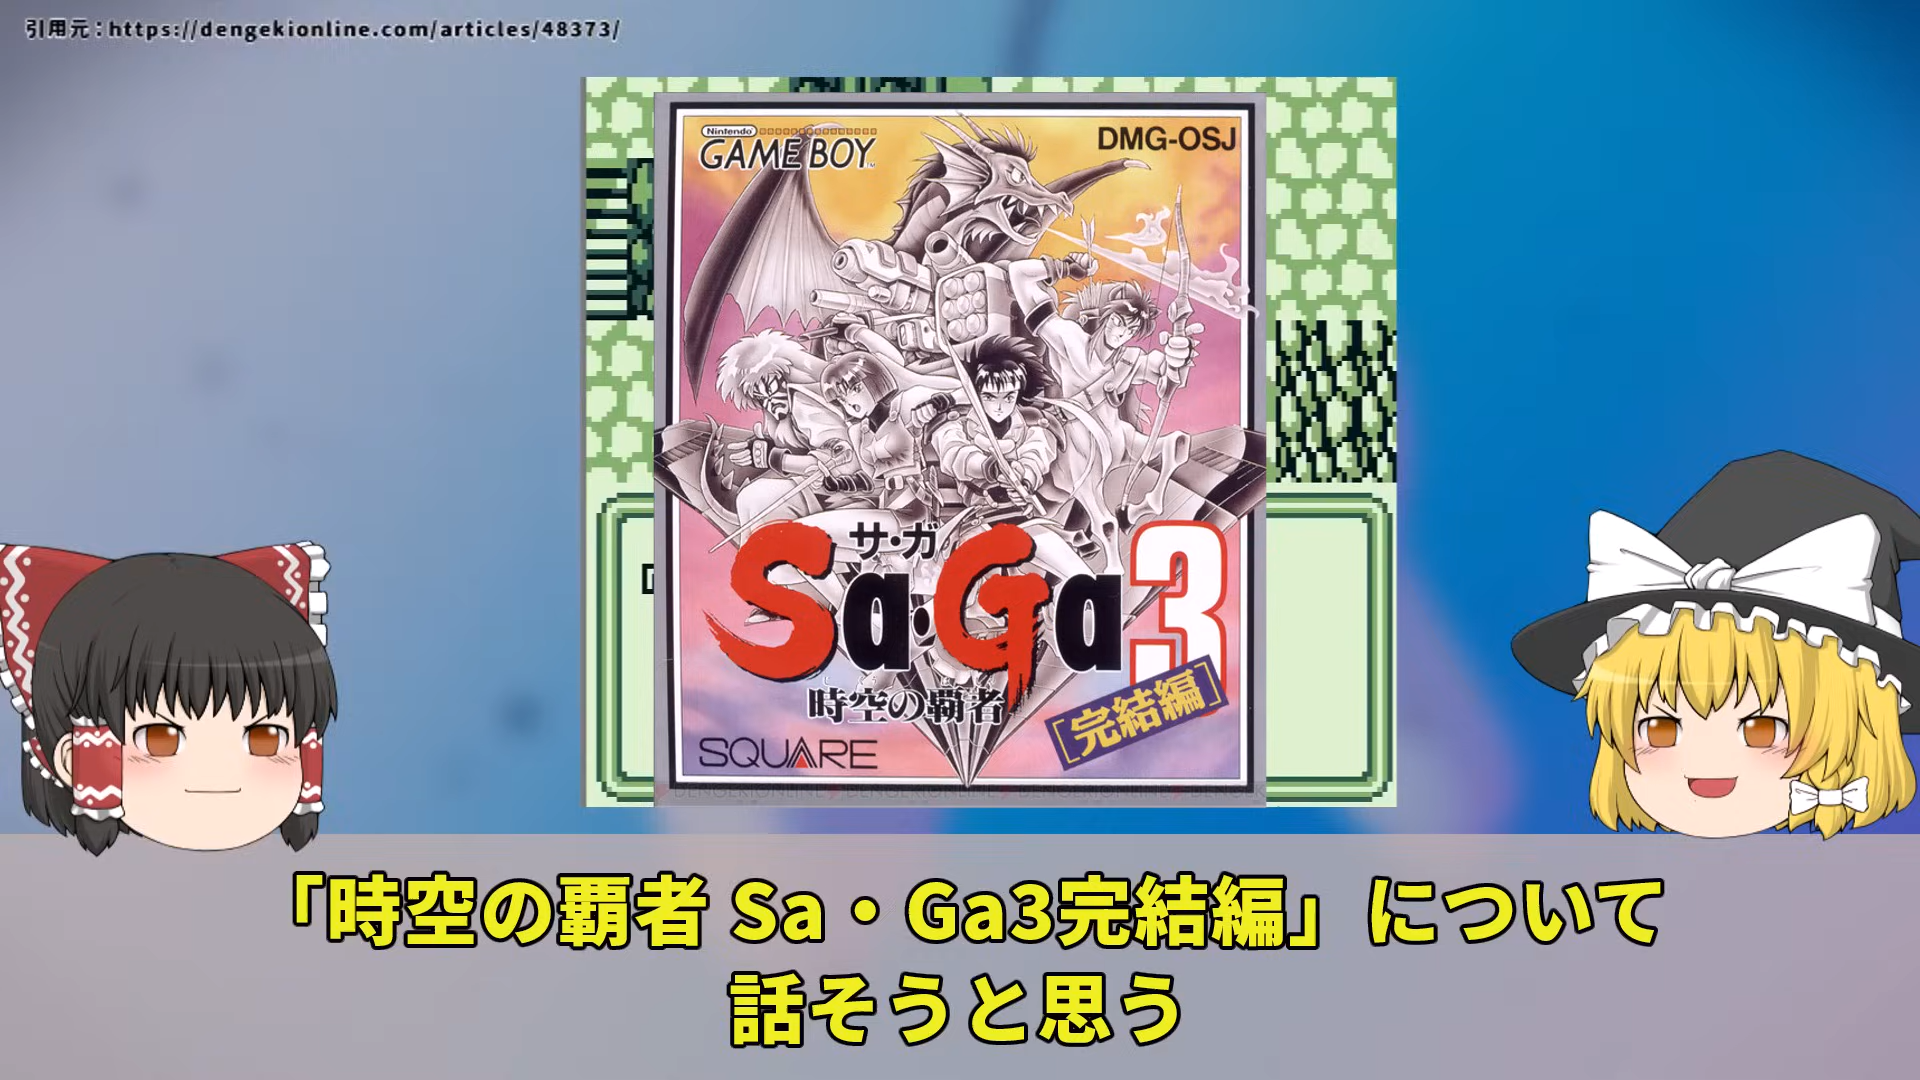 引用元：https://dengekionline.com/articles/48373/
Nintendo
GAME BOY
DMG-OSJ
サ・ガ
Sa・Ga3
時空の覇者
［完結編］
SQUARE
「時空の覇者 Sa・Ga3完結編」について
話そうと思う